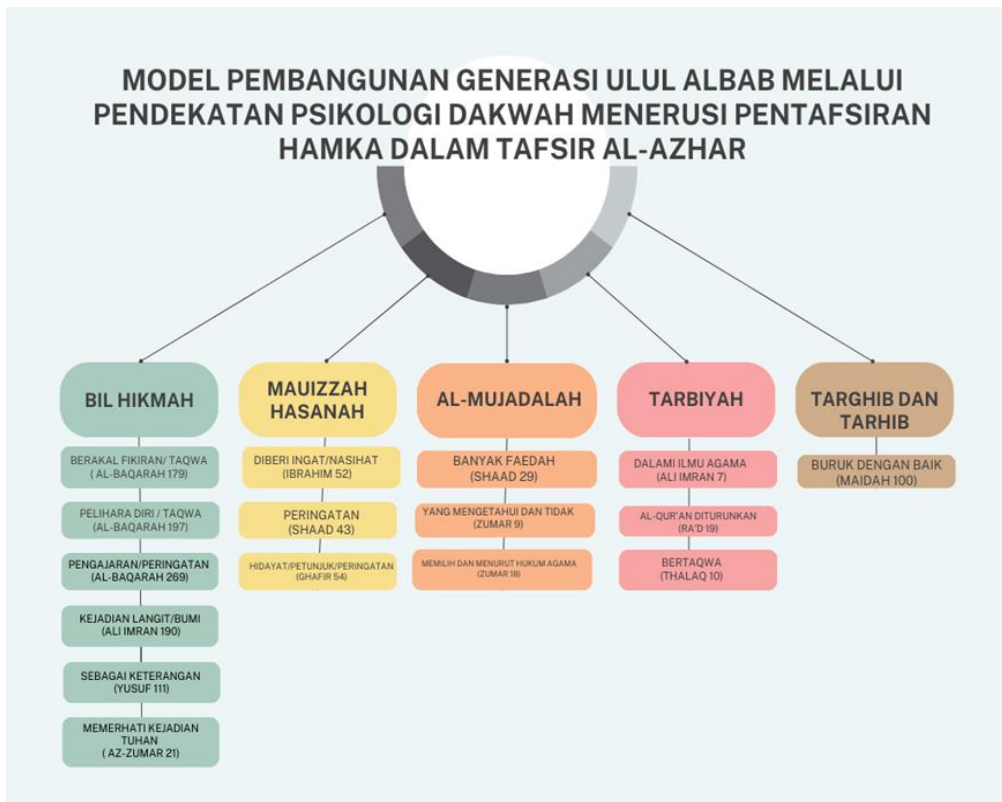 MODEL PEMBANGUNAN GENERASI ULUL ALBAB MELALUI
PENDEKATAN PSIKOLOGI DAKWAH MENERUSI PENTAFSIRAN
HAMKA DALAM TAFSIR AL-AZHAR
BIL HIKMAH
BERAKAL FIKIRAN/ TAQWA
( AL-BAQARAH 179)
PELIHARA DIRI / TAQWA
(AL-BAQARAH 197)
PENGAJARAN/PERINGATAN
(AL-BAQARAH 269)
KEJADIAN LANGIT/BUMI
(ALI IMRAN 190)
SEBAGAI KETERANGAN
(YUSUF 111)
MEMERHATI KEJADIAN
TUHAN
( AZ-ZUMAR 21)
MAUIZZAH
HASANAH
DIBERI INGAT/NASIHAT
(IBRAHIM 52)
PERINGATAN
(SHAAD 43)
HIDAYAT/PETUNJUK/PERINGATAN
(GHAFIR 54)
AL-MUJADALAH
BANYAK FAEDAH
(SHAAD 29)
YANG MENGETAHUI DAN TIDAK
(ZUMAR 9)
MEMILIH DAN MENURUT HUKUM AGAMA
(ZUMAR 18)
TARBIYAH
DALAMI ILMU AGAMA
(ALI IMRAN 7)
AL-QUR'AN DITURUNKAN
(RA'D 19)
BERTAQWA
(THALAQ 10)
TARGHIB DAN
TARHIB
BURUK DENGAN BAIK
(MAIDAH 100)